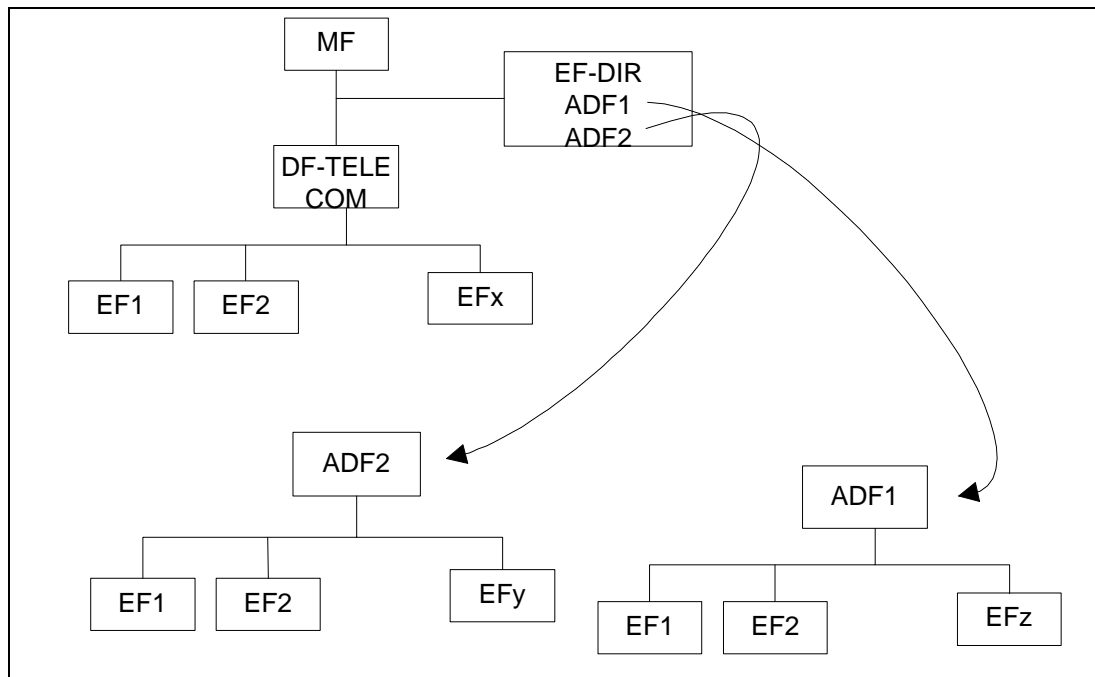 MF
EF-DIR
ADF1
ADF2
DF-TELE
COM
EF1
EF2
EFx
ADF2
EF1
EF2
EFy
ADF1
EF1
EF2
EFz